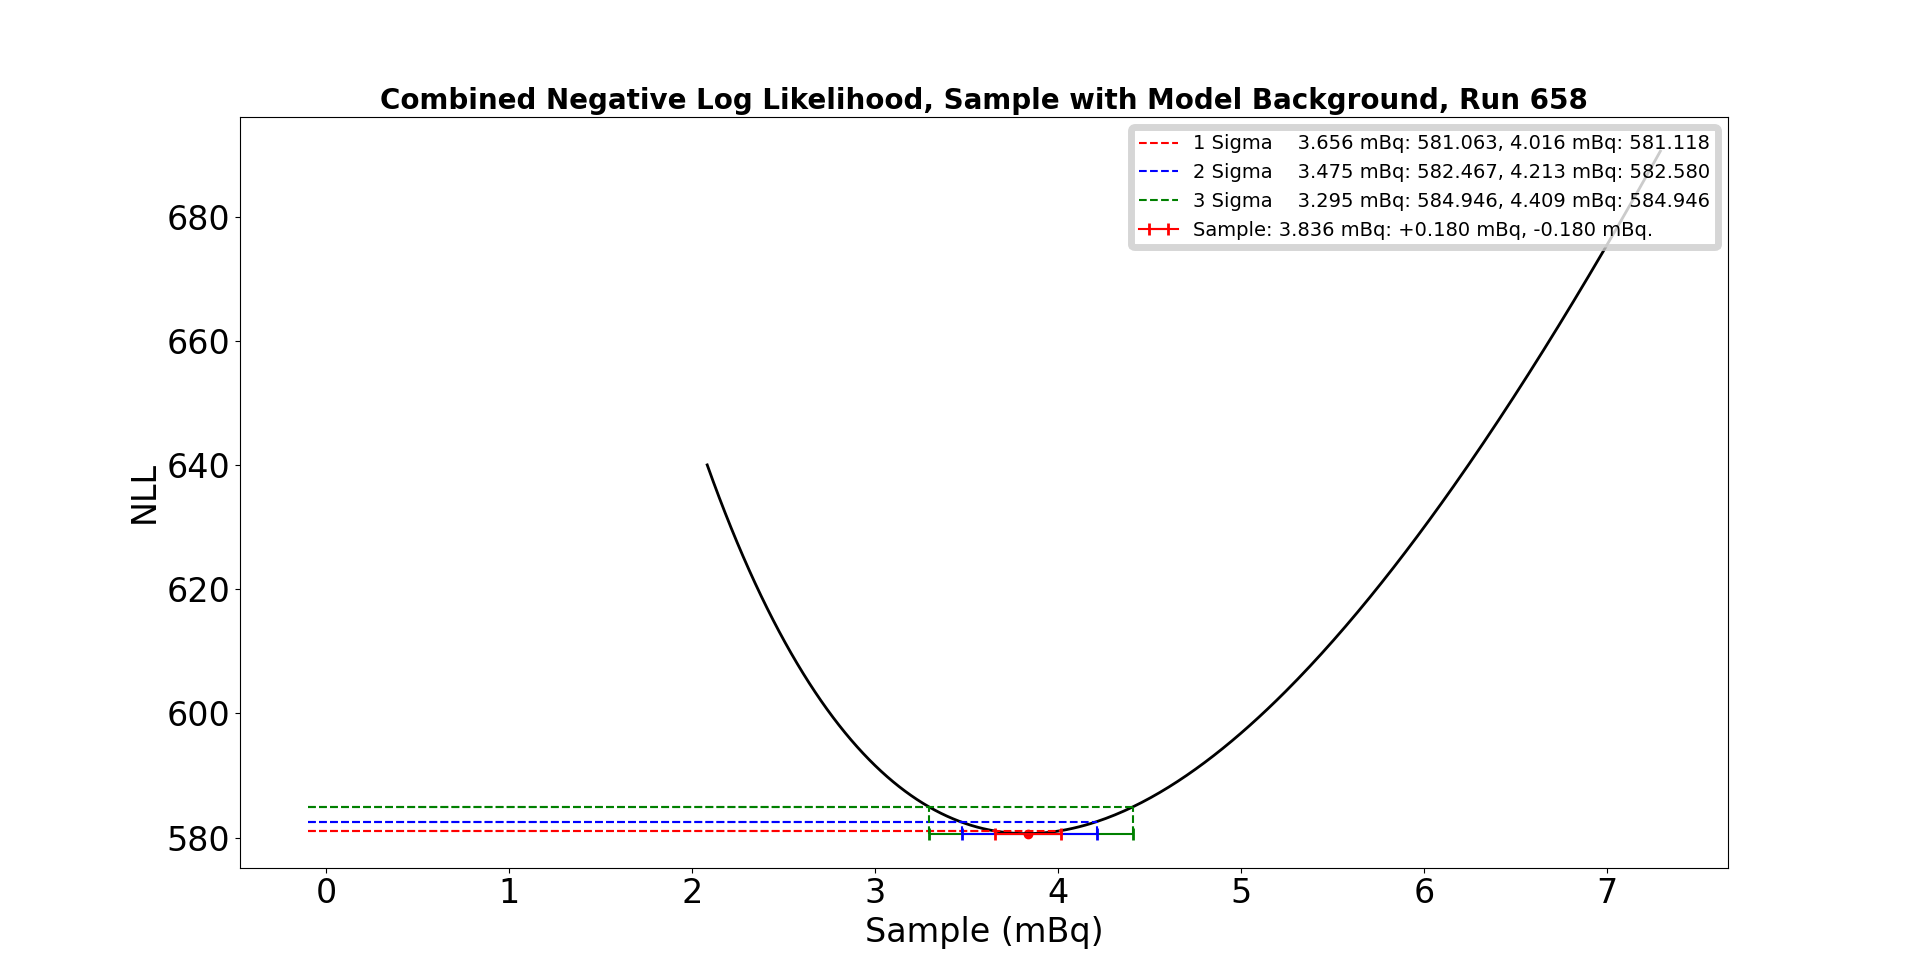 Combined Negative Log Likelihood, Sample with Model Background, Run 658
1 Sigma    3.656 mBq: 581.063, 4.016 mBq: 581.118
2 Sigma    3.475 mBq: 582.467, 4.213 mBq: 582.580
3 Sigma    3.295 mBq: 584.946, 4.409 mBq: 584.946
Sample: 3.836 mBq: +0.180 mBq, -0.180 mBq.
680
660
640
620
600
580
NLL
0 1 2 3 4 5 6 7
Sample (mBq)